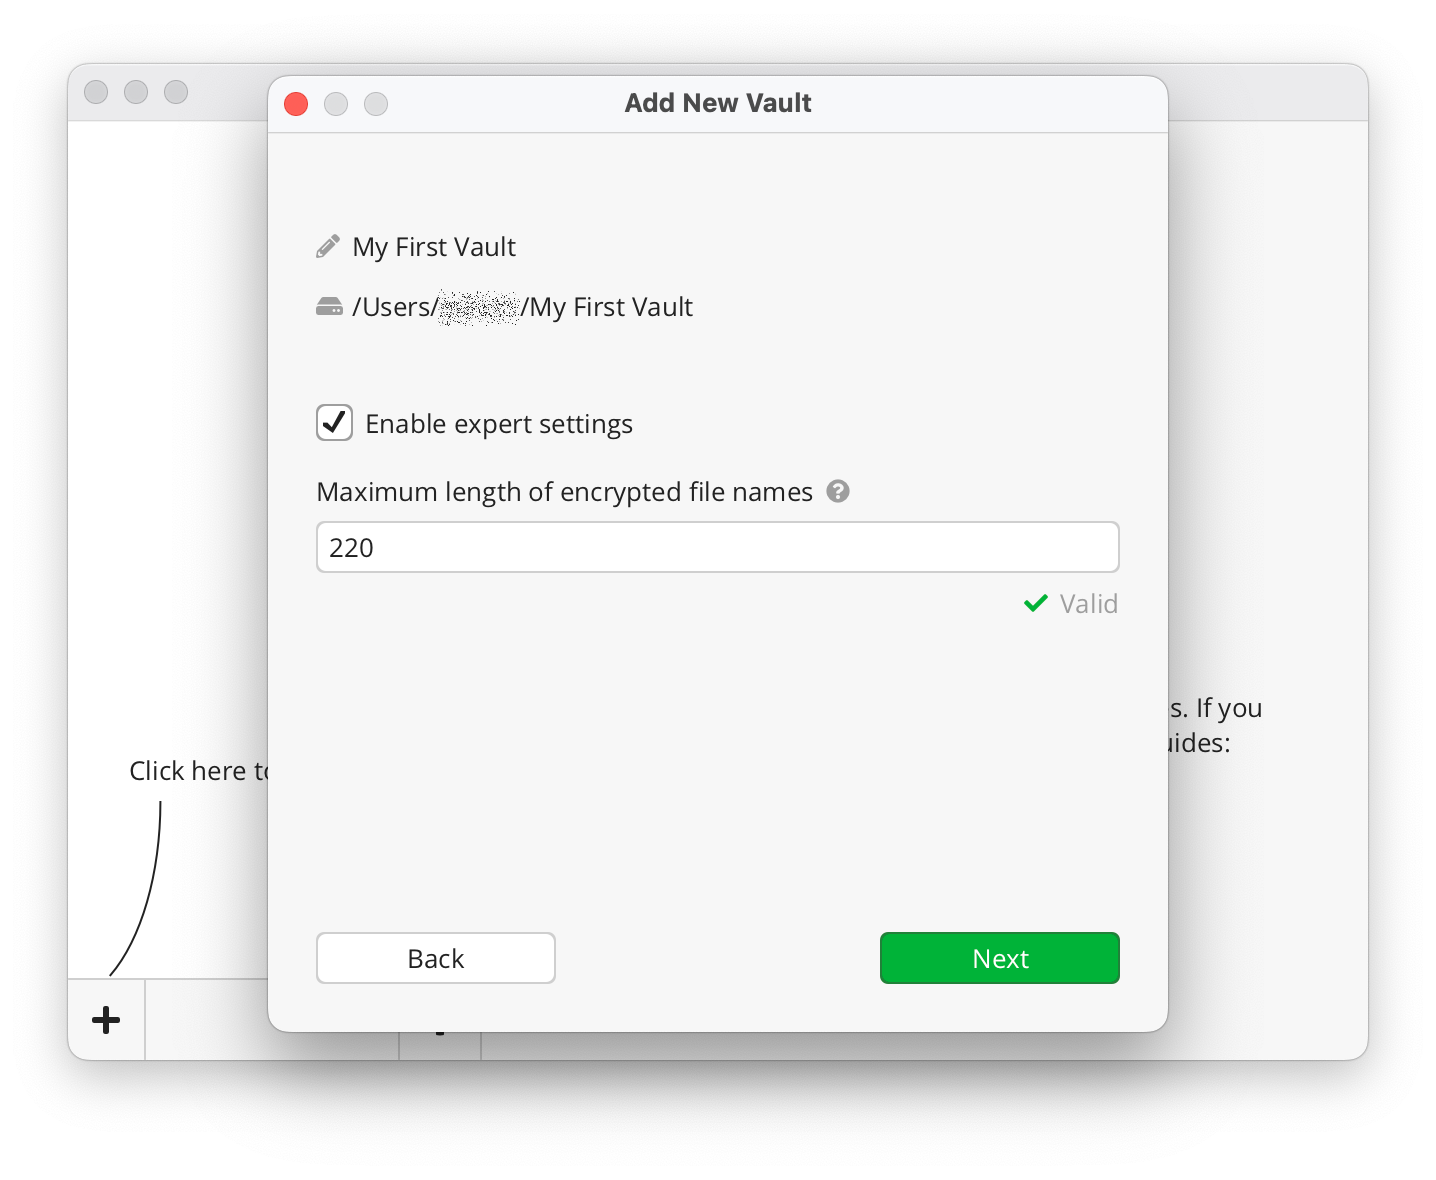 Add New Vault
My First Vault
/Users/
/My First Vault
Enable expert settings
Maximum length of encrypted file names
220
Valid
s. If you
uides:
Click here to
Back
Next